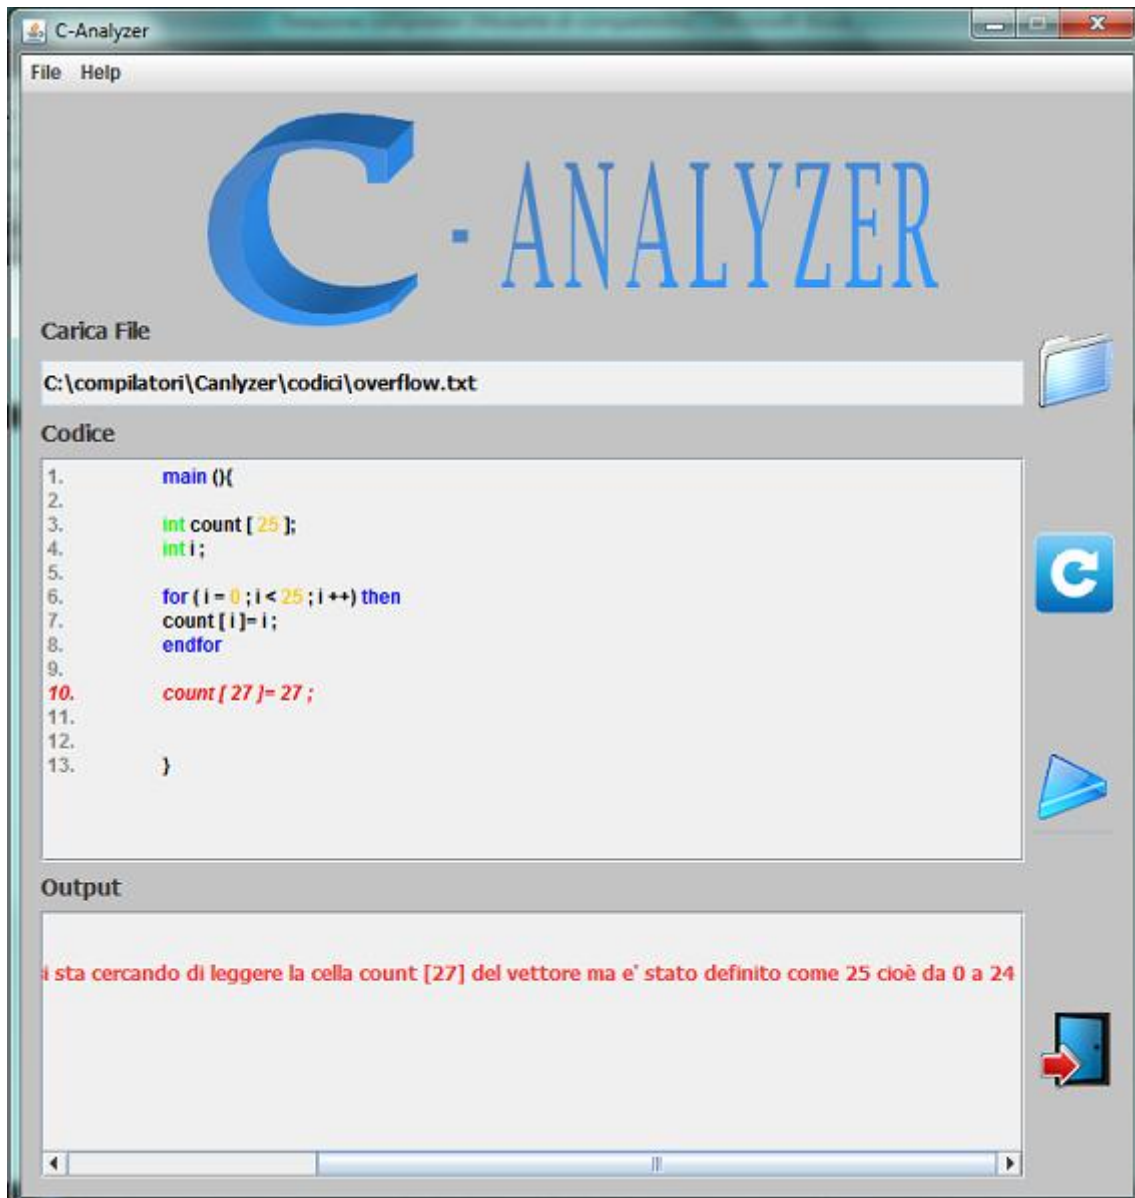 C-Analyzer
File Help
C - ANALYZER
Carica File
C:\compilatori\Canlyzer\codici\overflow.txt
Codice
1. main (){
2.
3. int count [ 25 ];
4. int i ;
5.
6. for ( i = 0 ; i < 25 ; i ++) then
7. count [ i ]= i ;
8. endfor
9.
10. count [ 27 ]= 27 ;
11.
12.
13. }
Output
i sta cercando di leggere la cella count [27] del vettore ma e' stato definito come 25 cioè da 0 a 24